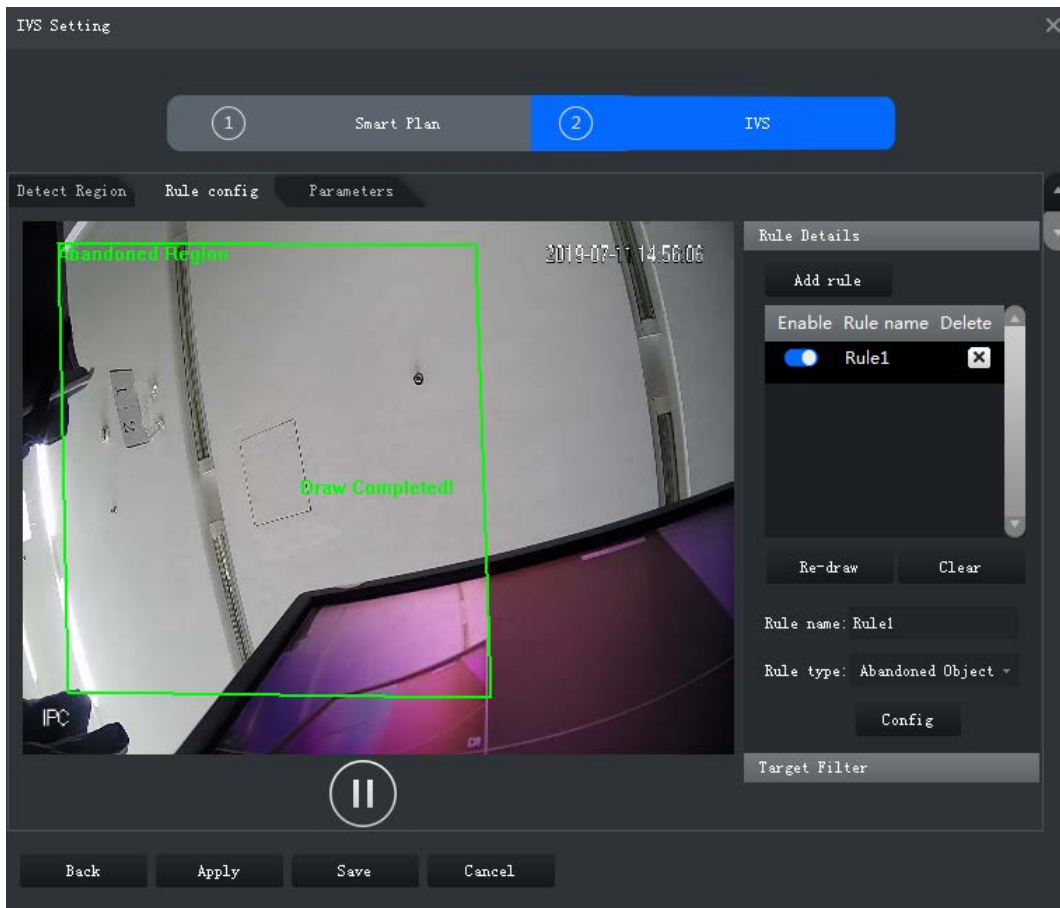 IVS Setting
1 Smart Plan 2 IVS
Detect Region Rule config Parameters
Abandoned Region
2019-07-11 14:56:06
1 2
Draw Completed!
IPC
Rule Details
Add rule
Enable Rule name Delete
Rule1
Re-draw Clear
Rule name: Rule1
Rule type: Abandoned Object
Config
Target Filter
Back Apply Save Cancel